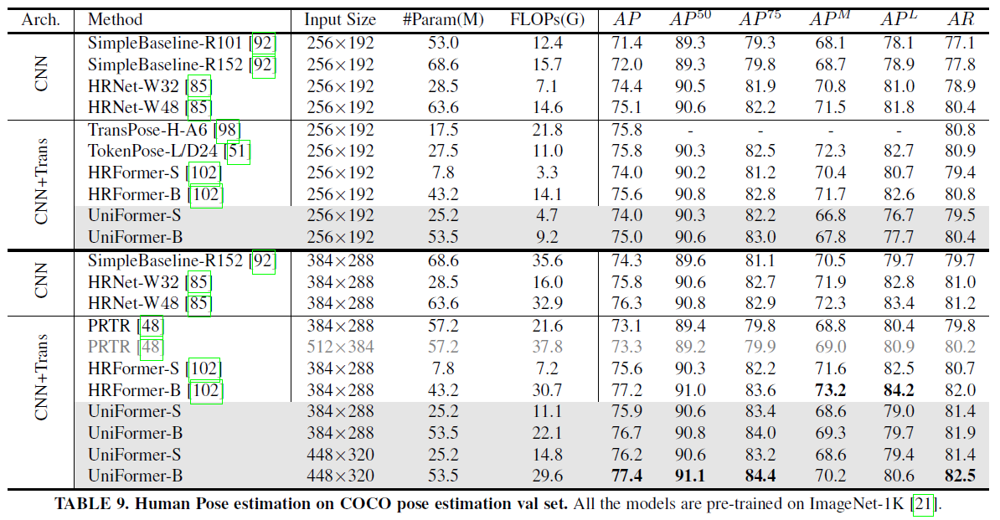 Arch. Method Input Size #Param(M) FLOPs(G) AP AP^50 AP^75 AP^M AP^L AR
CNN
SimpleBaseline-R101 [92] 256×192 53.0 12.4 71.4 89.3 79.3 68.1 78.1 77.1
SimpleBaseline-R152 [92] 256×192 68.6 15.7 72.0 89.3 79.8 68.7 78.9 77.8
HRNet-W32 [85] 256×192 28.5 7.1 74.4 90.5 81.9 70.8 81.0 78.9
HRNet-W48 [85] 256×192 63.6 14.6 75.1 90.6 82.2 71.5 81.8 80.4
CNN+Trans
TransPose-H-A6 [98] 256×192 17.5 21.8 75.8 - - - - 80.8
TokenPose-L/D24 [51] 256×192 27.5 11.0 75.8 90.3 82.5 72.3 82.7 80.9
HRFormer-S [102] 256×192 7.8 3.3 74.0 90.2 81.2 70.4 80.7 79.4
HRFormer-B [102] 256×192 43.2 14.1 75.6 90.8 82.8 71.7 82.6 80.8
UniFormer-S 256×192 25.2 4.7 74.0 90.3 82.2 66.8 76.7 79.5
UniFormer-B 256×192 53.5 9.2 75.0 90.6 83.0 67.8 77.7 80.4
CNN
SimpleBaseline-R152 [92] 384×288 68.6 35.6 74.3 89.6 81.1 70.5 79.7 79.7
HRNet-W32 [85] 384×288 28.5 16.0 75.8 90.6 82.7 71.9 82.8 81.0
HRNet-W48 [85] 384×288 63.6 32.9 76.3 90.8 82.9 72.3 83.4 81.2
CNN+Trans
PRTR [48] 384×288 57.2 21.6 73.1 89.4 79.8 68.8 80.4 79.8
PRTR [48] 512×384 57.2 37.8 73.3 89.2 79.9 69.0 80.9 80.2
HRFormer-S [102] 384×288 7.8 7.2 75.6 90.3 82.2 71.6 82.5 80.7
HRFormer-B [102] 384×288 43.2 30.7 77.2 91.0 83.6 73.2 84.2 82.0
UniFormer-S 384×288 25.2 11.1 75.9 90.6 83.4 68.6 79.0 81.4
UniFormer-B 384×288 53.5 22.1 76.7 90.8 84.0 69.3 79.7 81.9
UniFormer-S 448×320 25.2 14.8 76.2 90.6 83.2 68.6 79.4 81.4
UniFormer-B 448×320 53.5 29.6 77.4 91.1 84.4 70.2 80.6 82.5
TABLE 9. Human Pose estimation on COCO pose estimation val set. All the models are pre-trained on ImageNet-1K [21].